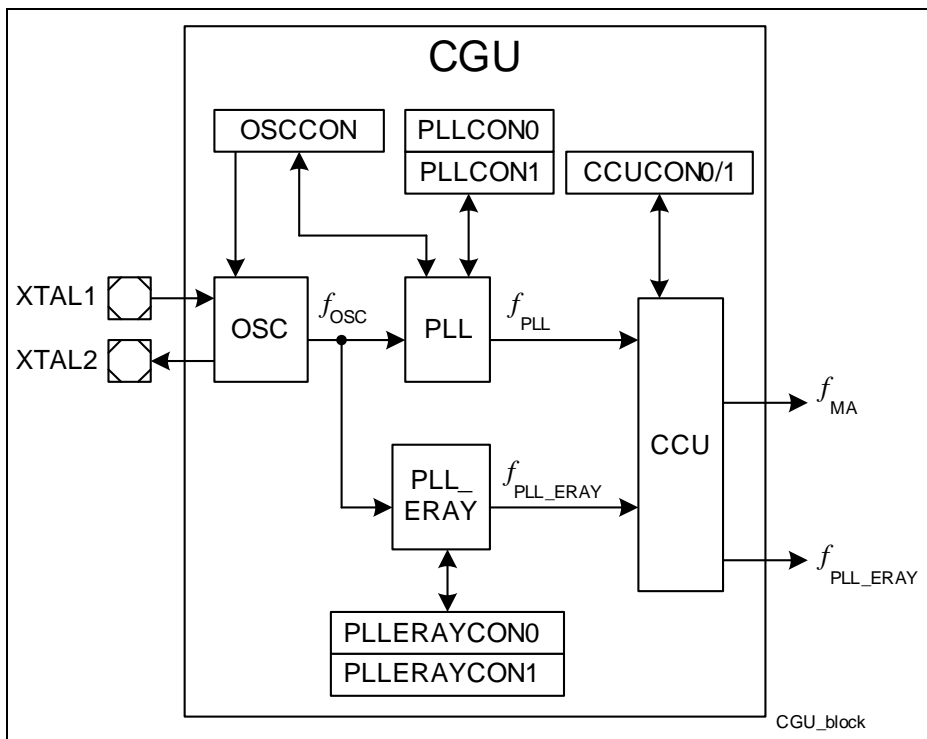 CGU
OSCCON
PLLCON0
PLLCON1
CCUCON0/1
XTAL1
XTAL2
OSC
fOSC
PLL
fPLL
CCU
fMA
PLL_
ERAY
fPLL_ERAY
fPLL_ERAY
PLLERAYCON0
PLLERAYCON1
CGU_block